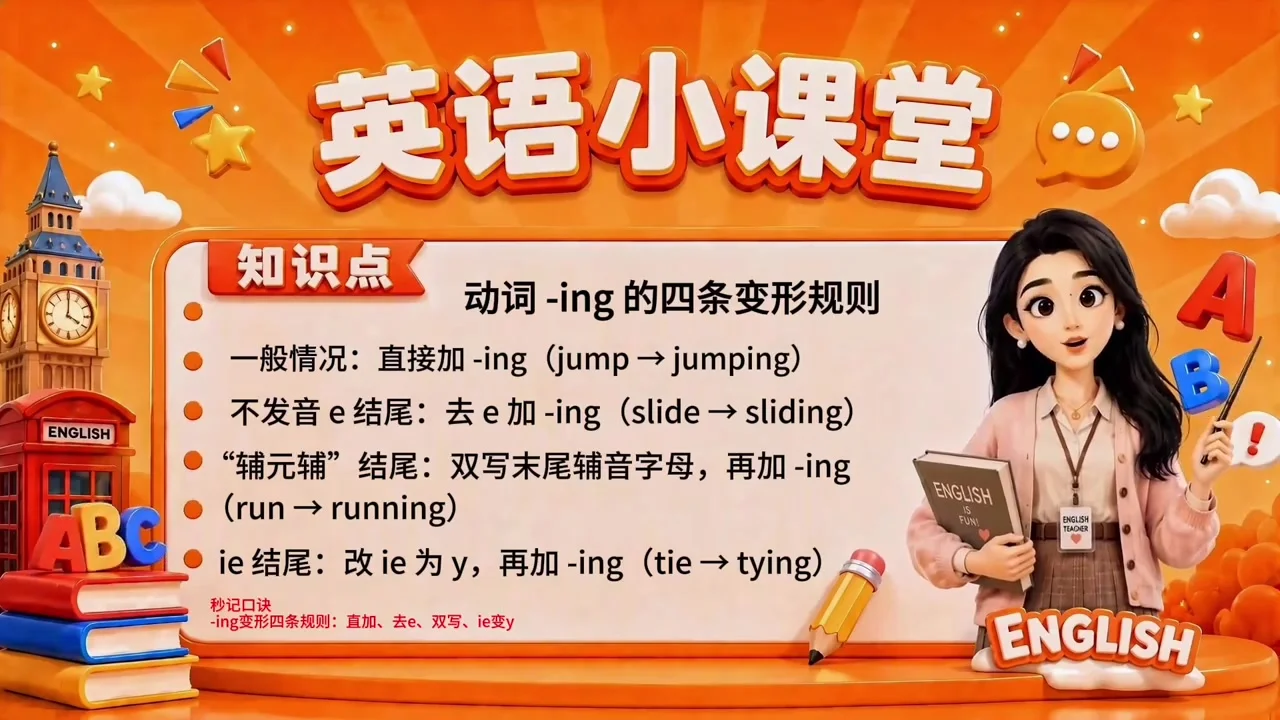 英语小课堂
知识点
动词 -ing 的四条变形规则
一般情况：直接加 -ing（jump → jumping）
不发音 e 结尾：去 e 加 -ing（slide → sliding）
“辅元辅”结尾：双写末尾辅音字母，再加 -ing
（run → running）
ie 结尾：改 ie 为 y，再加 -ing（tie → tying）
秒记口诀
-ing变形四条规则：直加、去e、双写、ie变y
ENGLISH
ABC
A
B
!
ENGLISH
IS
FUN!
ENGLISH
TEACHER
ENGLISH